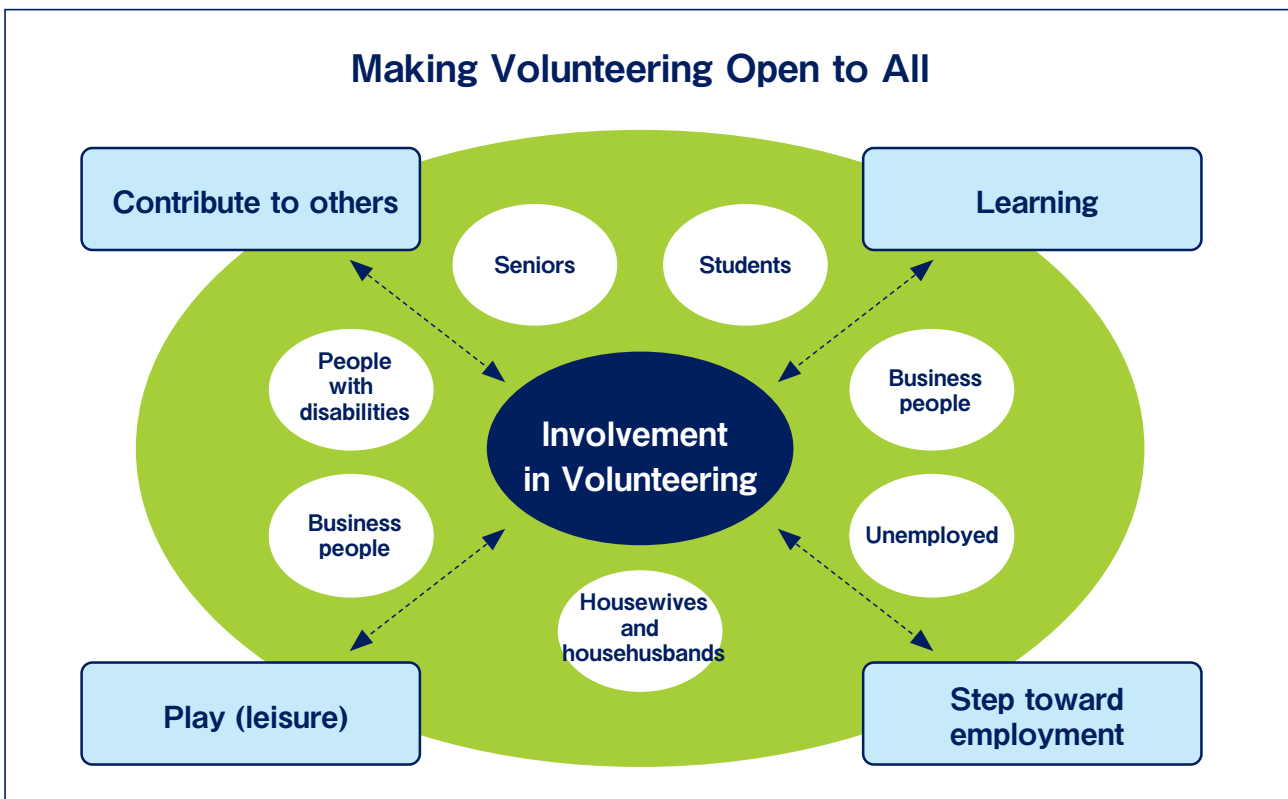 Making Volunteering Open to All
Contribute to others
Learning
Seniors
Students
People
with
disabilities
Business
people
Involvement
in Volunteering
Business
people
Unemployed
Housewives
and
househusbands
Play (leisure)
Step toward
employment